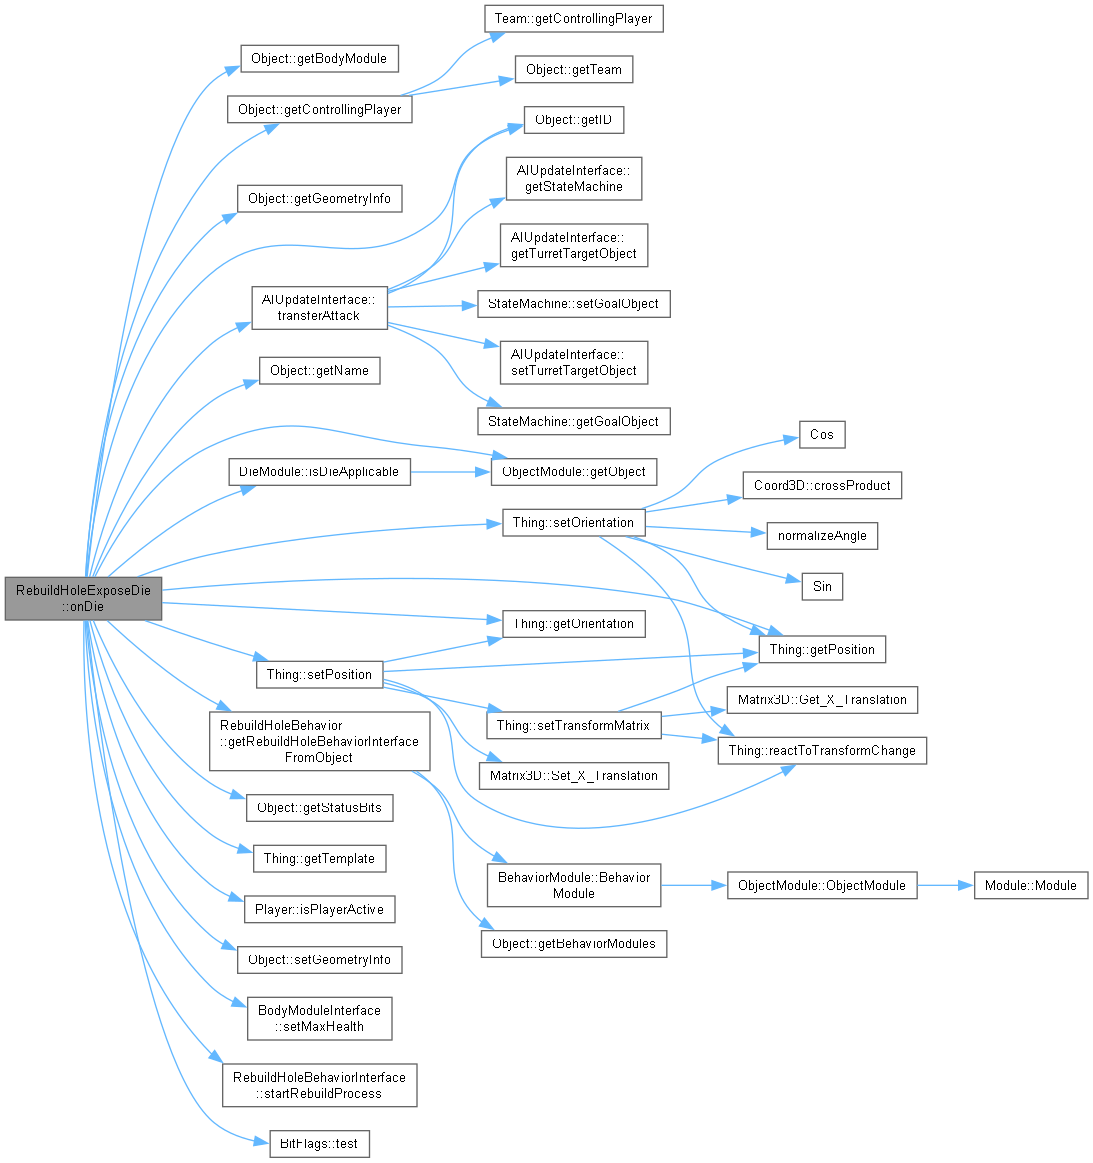 Team::getControllingPlayer
Object::getBodyModule
Object::getTeam
Object::getControllingPlayer
Object::getID
AIUpdateInterface::
getStateMachine
Object::getGeometryInfo
AIUpdateInterface::
getTurretTargetObject
AIUpdateInterface::
transferAttack
StateMachine::setGoalObject
AIUpdateInterface::
setTurretTargetObject
Object::getName
StateMachine::getGoalObject
Cos
DieModule::isDieApplicable
ObjectModule::getObject
Coord3D::crossProduct
Thing::setOrientation
normalizeAngle
Sin
RebuildHoleExposeDie
::onDie
Thing::getOrientation
Thing::getPosition
Thing::setPosition
Matrix3D::Get_X_Translation
RebuildHoleBehavior
::getRebuildHoleBehaviorInterface
FromObject
Thing::setTransformMatrix
Thing::reactToTransformChange
Matrix3D::Set_X_Translation
Object::getStatusBits
Thing::getTemplate
BehaviorModule::Behavior
Module
ObjectModule::ObjectModule
Module::Module
Player::isPlayerActive
Object::getBehaviorModules
Object::setGeometryInfo
BodyModuleInterface
::setMaxHealth
RebuildHoleBehaviorInterface
::startRebuildProcess
BitFlags::test